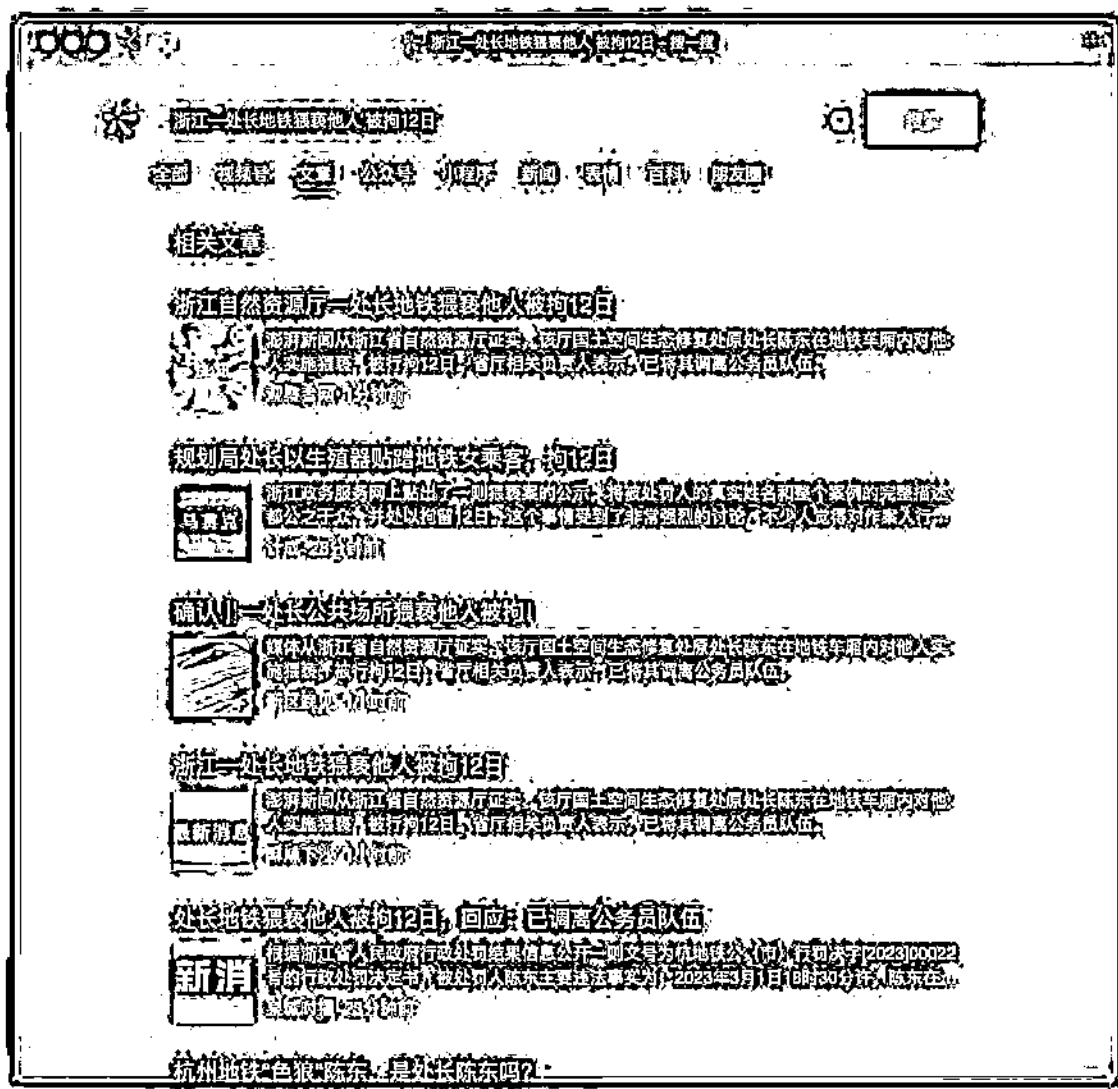 浙江一处长地铁猥亵他人 被拘12日 - 搜一搜
浙江一处长地铁猥亵他人 被拘12日
全部 视频号 文章 公众号 小程序 新闻 表情 百科 朋友圈
相关文章
浙江自然资源厅一处长地铁猥亵他人被拘12日
澎湃新闻从浙江省自然资源厅证实，该厅国土空间生态修复处原处长陈东在地铁车厢内对他
人实施猥亵，被行拘12日，省厅相关负责人表示，已将其调离公务员队伍。
规划局处长以生殖器贴蹭地铁女乘客，拘12日
浙江政务服务网上贴出了一则猥亵案的公示，将被处罚人的真实姓名和整个案例的完整描述
都公之于众，并处以拘留12日。这个事情受到了非常强烈的讨论，不少人觉得对作案人行...
确认!!一处长公共场所猥亵他人被拘!!
媒体从浙江省自然资源厅证实，该厅国土空间生态修复处原处长陈东在地铁车厢内对他人实
施猥亵，被行拘12日，省厅相关负责人表示，已将其调离公务员队伍。
浙江一处长地铁猥亵他人被拘12日
澎湃新闻从浙江省自然资源厅证实，该厅国土空间生态修复处原处长陈东在地铁车厢内对他
人实施猥亵，被行拘12日，省厅相关负责人表示，已将其调离公务员队伍。
最新消息
处长地铁猥亵他人被拘12日，回应：已调离公务员队伍
根据浙江省人民政府行政处罚结果信息公开一则文号为杭地铁公（市）行罚决字[2023]00022
号的行政处罚决定书，被处罚人陈东主要违法事实为，2023年3月1日18时30分许，陈东在...
新消
杭州地铁“色狼”陈东，是处长陈东吗？